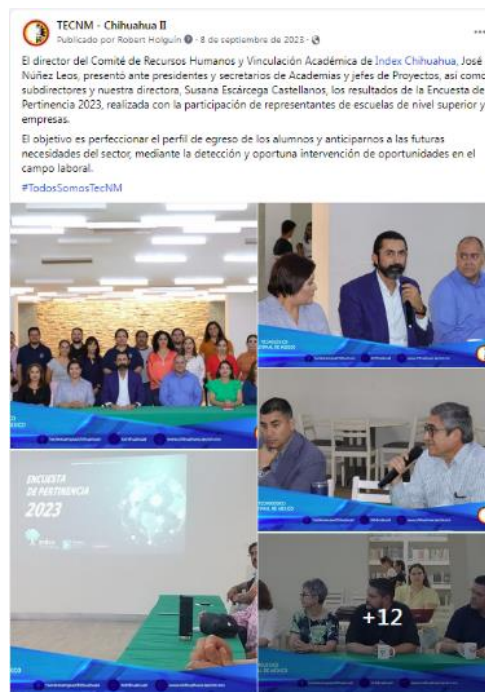 TECNM - Chihuahua II
Publicado por Robert Holguín · 8 de septiembre de 2023 ·
El director del Comité de Recursos Humanos y Vinculación Académica de Index Chihuahua, José
Núñez Leos, presentó ante presidentes y secretarios de Academias y jefes de Proyectos, así como
subdirectores y nuestra directora, Susana Escárcega Castellanos, los resultados de la Encuesta de
Pertinencia 2023, realizada con la participación de representantes de escuelas de nivel superior y
empresas.
El objetivo es perfeccionar el perfil de egreso de los alumnos y anticiparnos a las futuras
necesidades del sector, mediante la detección y oportuna intervención de oportunidades en el
campo laboral.
#TodosSomosTecNM
ENCUESTA
DE PERTINENCIA
2023
+12